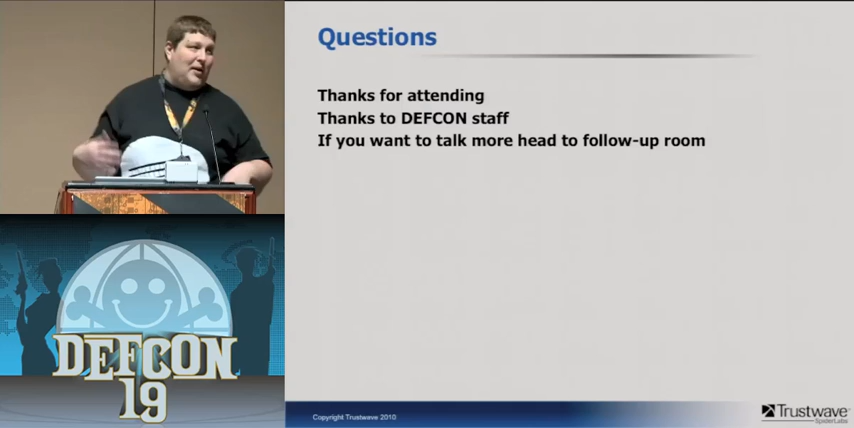 Questions
Thanks for attending
Thanks to DEFCON staff
If you want to talk more head to follow-up room
DEFCON
19
Copyright Trustwave 2010
Trustwave
SpiderLabs